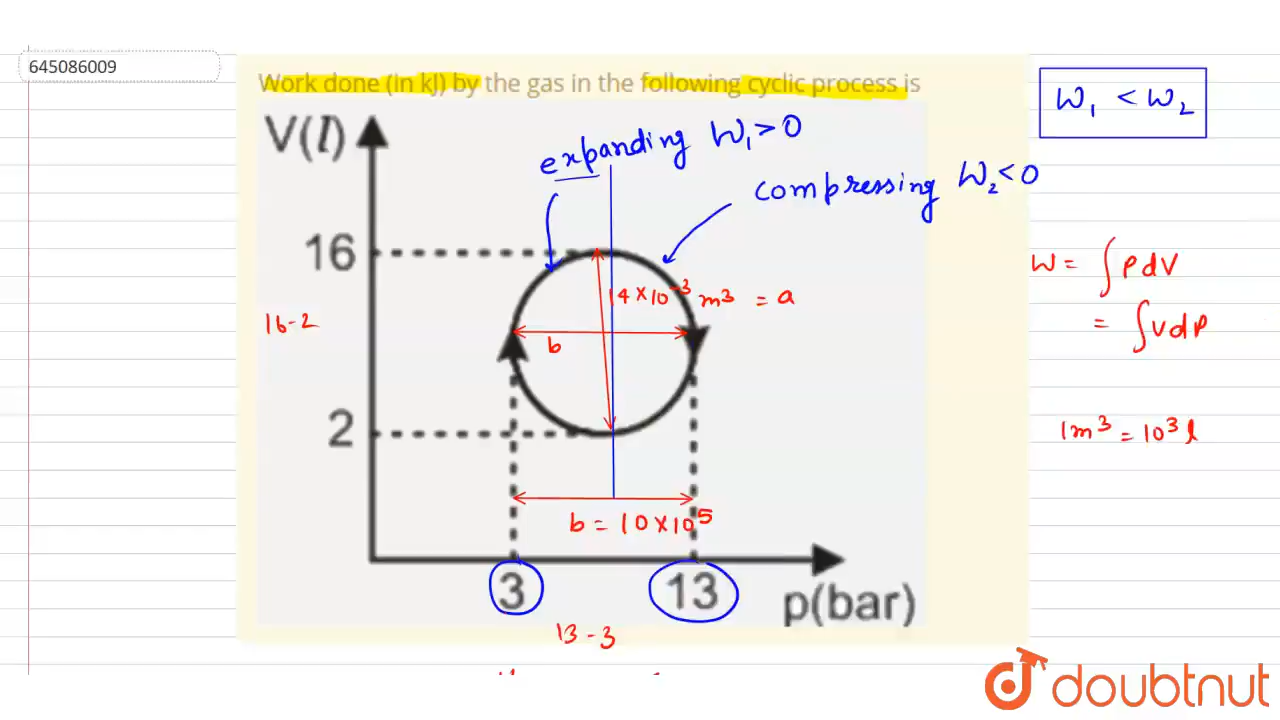 645086009
Work done (in kJ) by the gas in the following cyclic process is
W₁ < W₂
V(l)
expanding W₁>0
compressing W₂<0
16
W = ∫PdV
= ∫VdP
14×10⁻³ m³ = a
16-2
b
2
1m³ = 10³ l
b = 10×10⁵
3
13
p(bar)
13-3
doubtnut